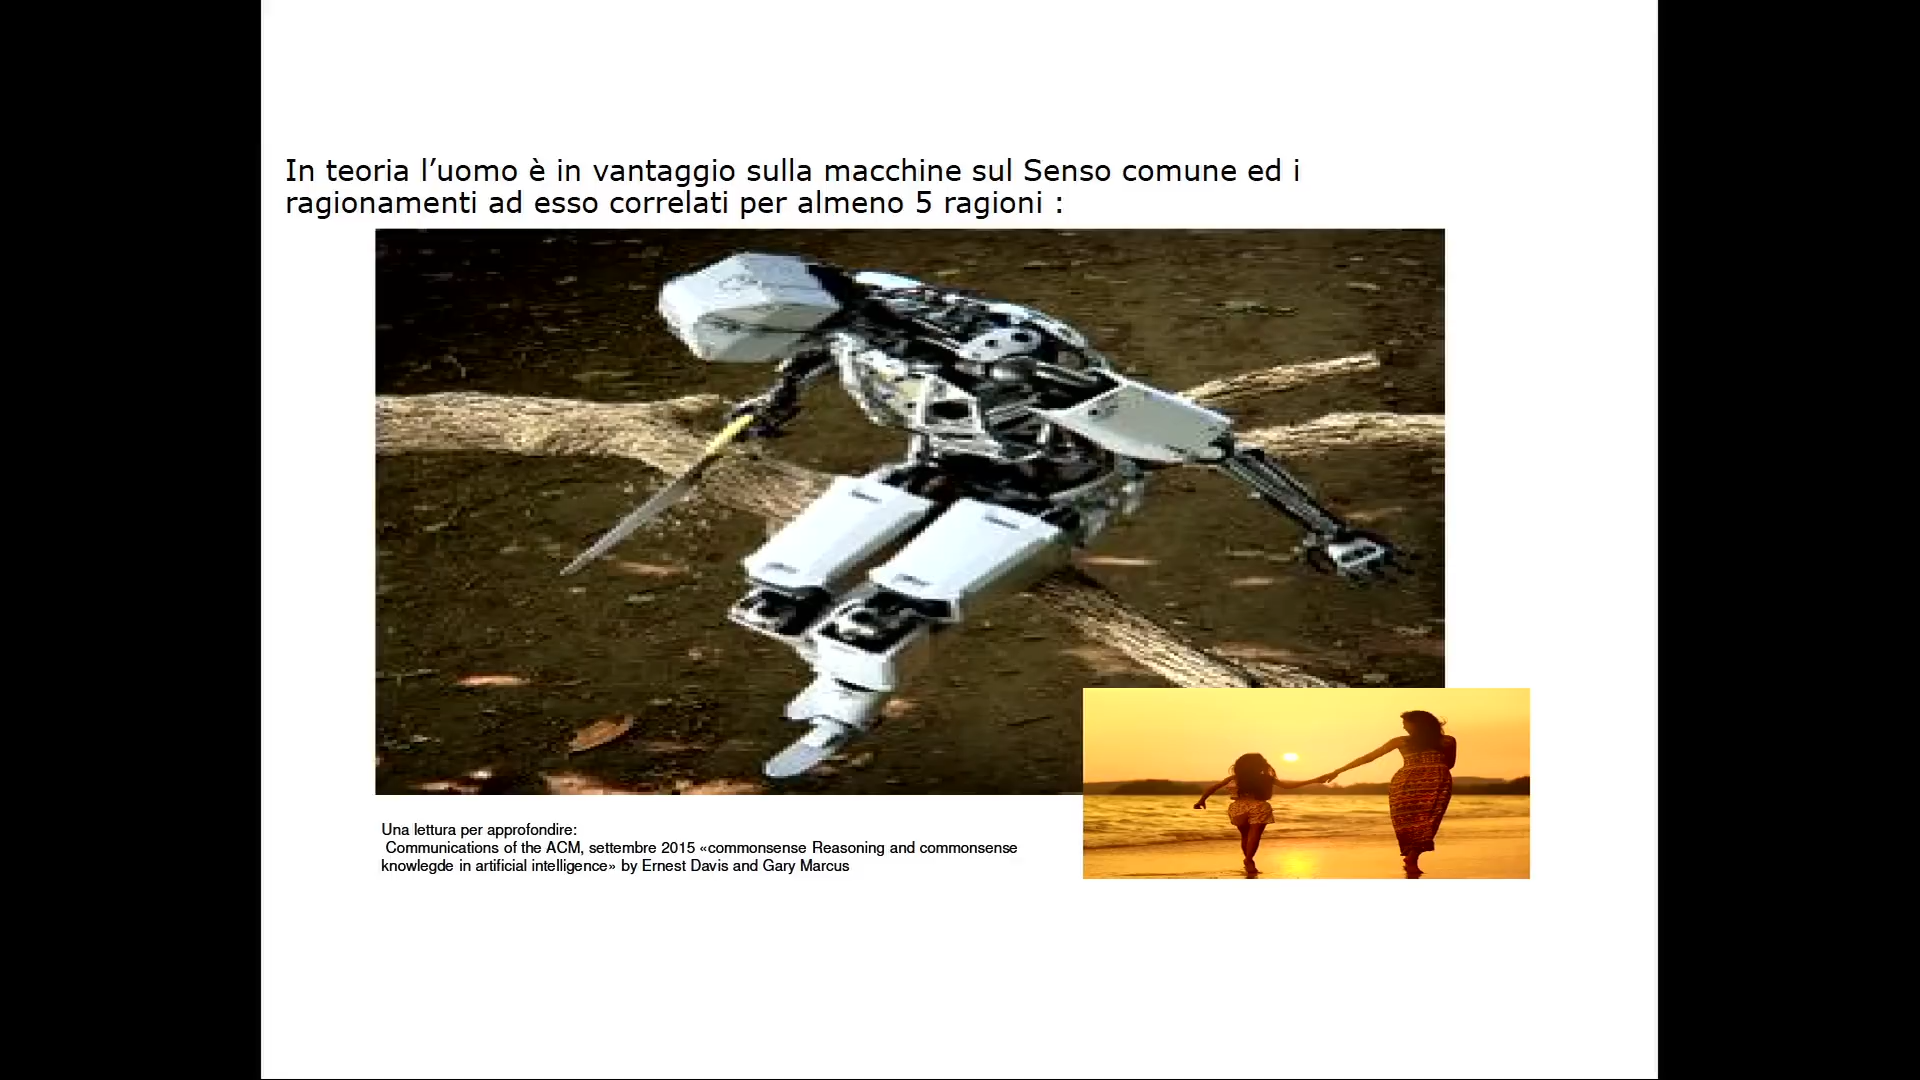 In teoria l’uomo è in vantaggio sulla macchine sul Senso comune ed i
ragionamenti ad esso correlati per almeno 5 ragioni :
Una lettura per approfondire:
Communications of the ACM, settembre 2015 «commonsense Reasoning and commonsense
knowlegde in artificial intelligence» by Ernest Davis and Gary Marcus